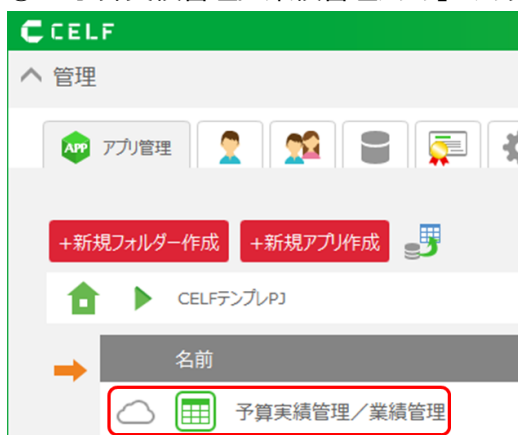 CELF
管理
APP アプリ管理
+新規フォルダー作成 +新規アプリ作成
CELFテンプレPJ
名前
予算実績管理／業績管理